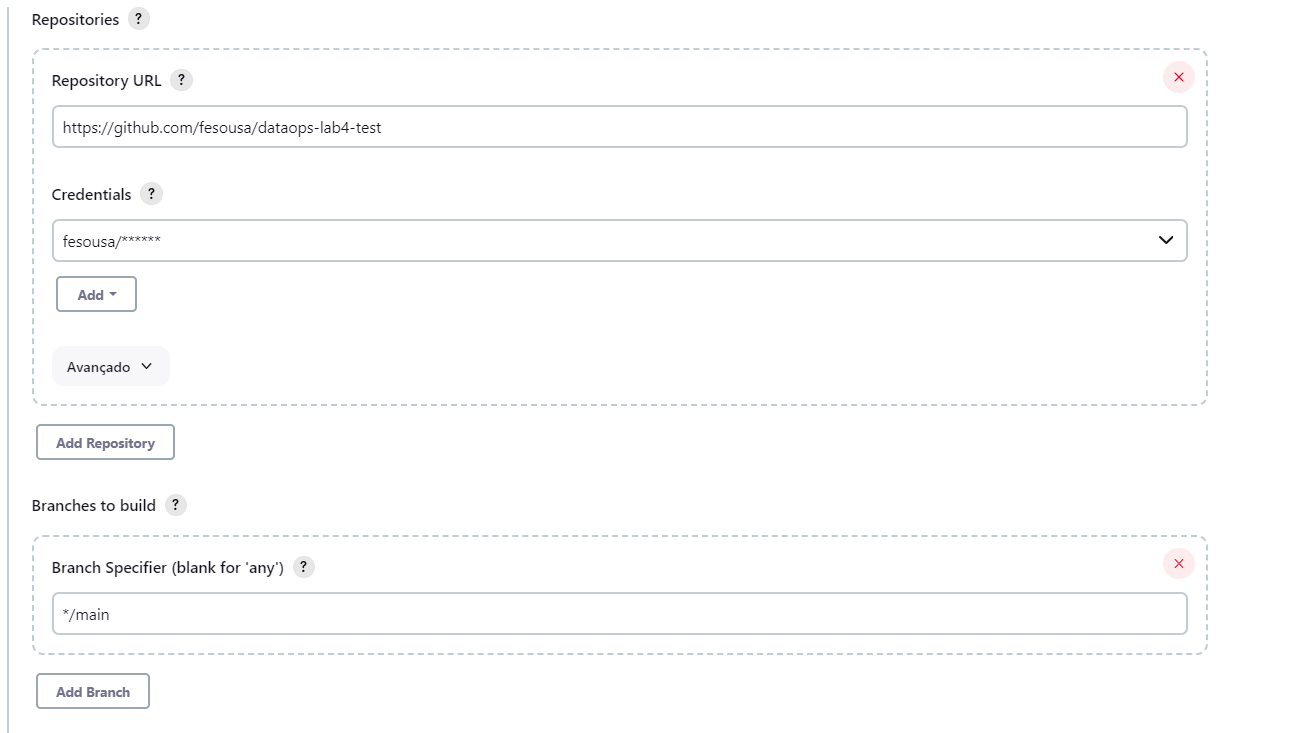 Repositories ?
Repository URL ?
https://github.com/fesousa/dataops-lab4-test
Credentials ?
fesousa/******
Add
Avançado
Add Repository
Branches to build ?
Branch Specifier (blank for 'any') ?
*/main
Add Branch